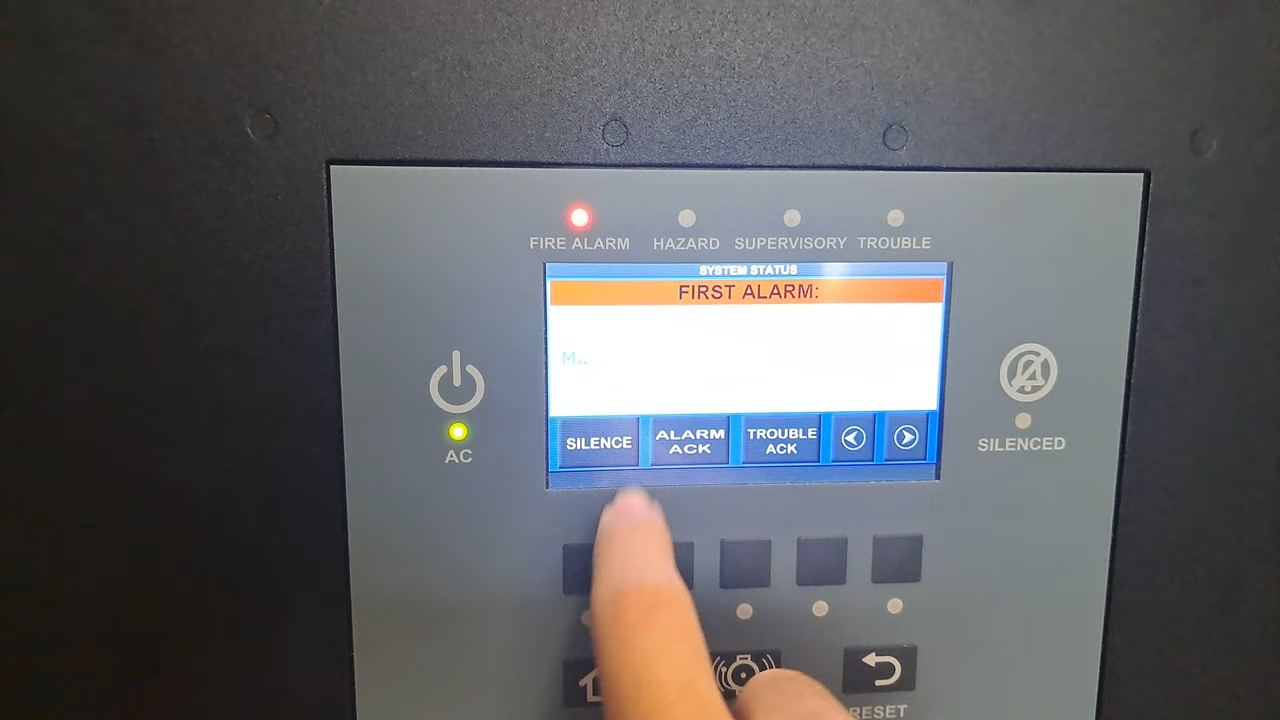 FIRE ALARM HAZARD SUPERVISORY TROUBLE
SYSTEM STATUS
FIRST ALARM:
SILENCE ALARM ACK TROUBLE ACK
AC
SILENCED
RESET